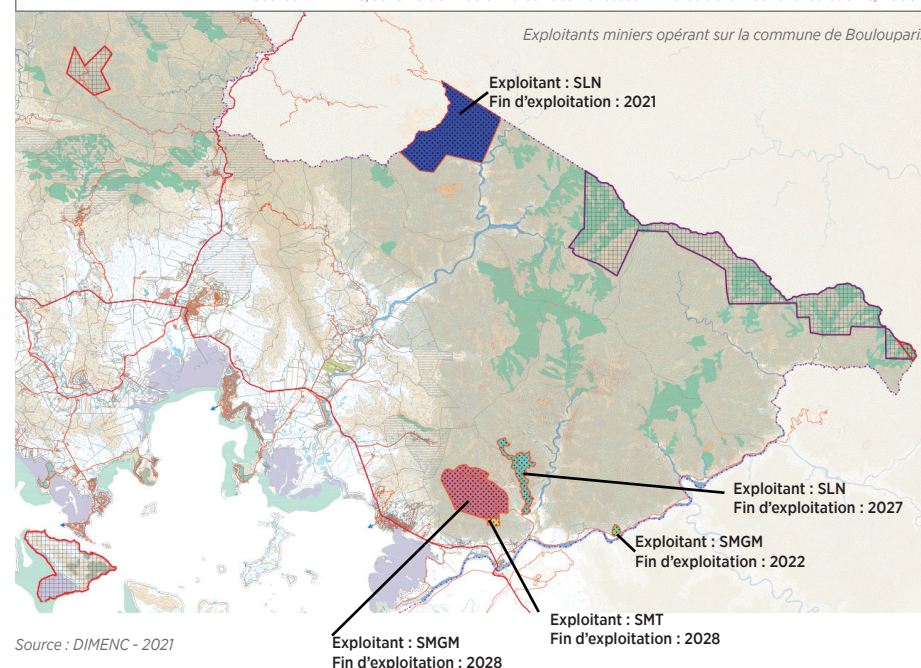 Exploitants miniers opérant sur la commune de Boulouparis
Exploitant : SLN
Fin d'exploitation : 2021
Exploitant : SLN
Fin d'exploitation : 2027
Exploitant : SMGM
Fin d'exploitation : 2022
Exploitant : SMT
Fin d'exploitation : 2028
Exploitant : SMGM
Fin d'exploitation : 2028
Source : DIMENC - 2021